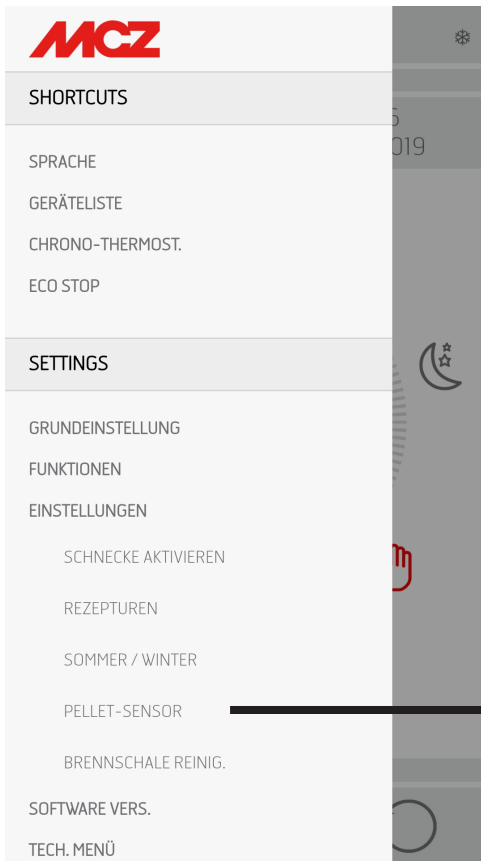 MCZ
SHORTCUTS
SPRACHE
GERÄTELISTE
CHRONO-THERMOST.
ECO STOP
SETTINGS
GRUNDEINSTELLUNG
FUNKTIONEN
EINSTELLUNGEN
SCHNECKE AKTIVIEREN
REZEPTUREN
SOMMER / WINTER
PELLET-SENSOR
BRENNSCHALE REINIG.
SOFTWARE VERS.
TECH. MENÜ
019